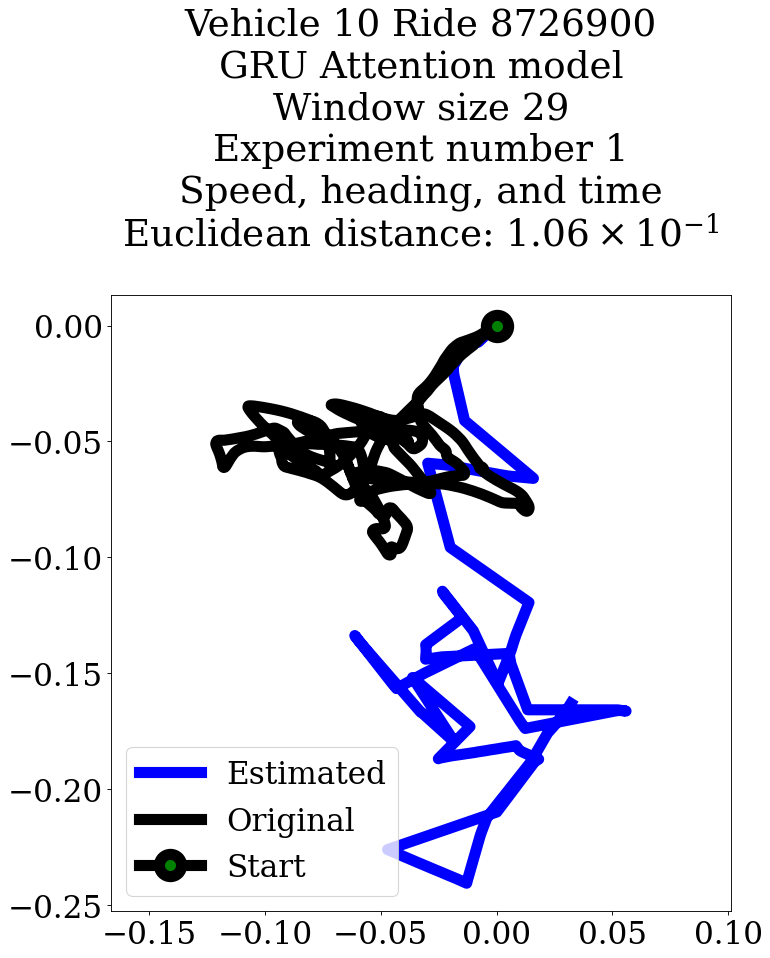 Vehicle 10 Ride 8726900
GRU Attention model
Window size 29
Experiment number 1
Speed, heading, and time
Euclidean distance: 1.06 × 10⁻¹
0.00
−0.05
−0.10
−0.15
−0.20
−0.25
Estimated
Original
Start
−0.15 −0.10 −0.05 0.00 0.05 0.10